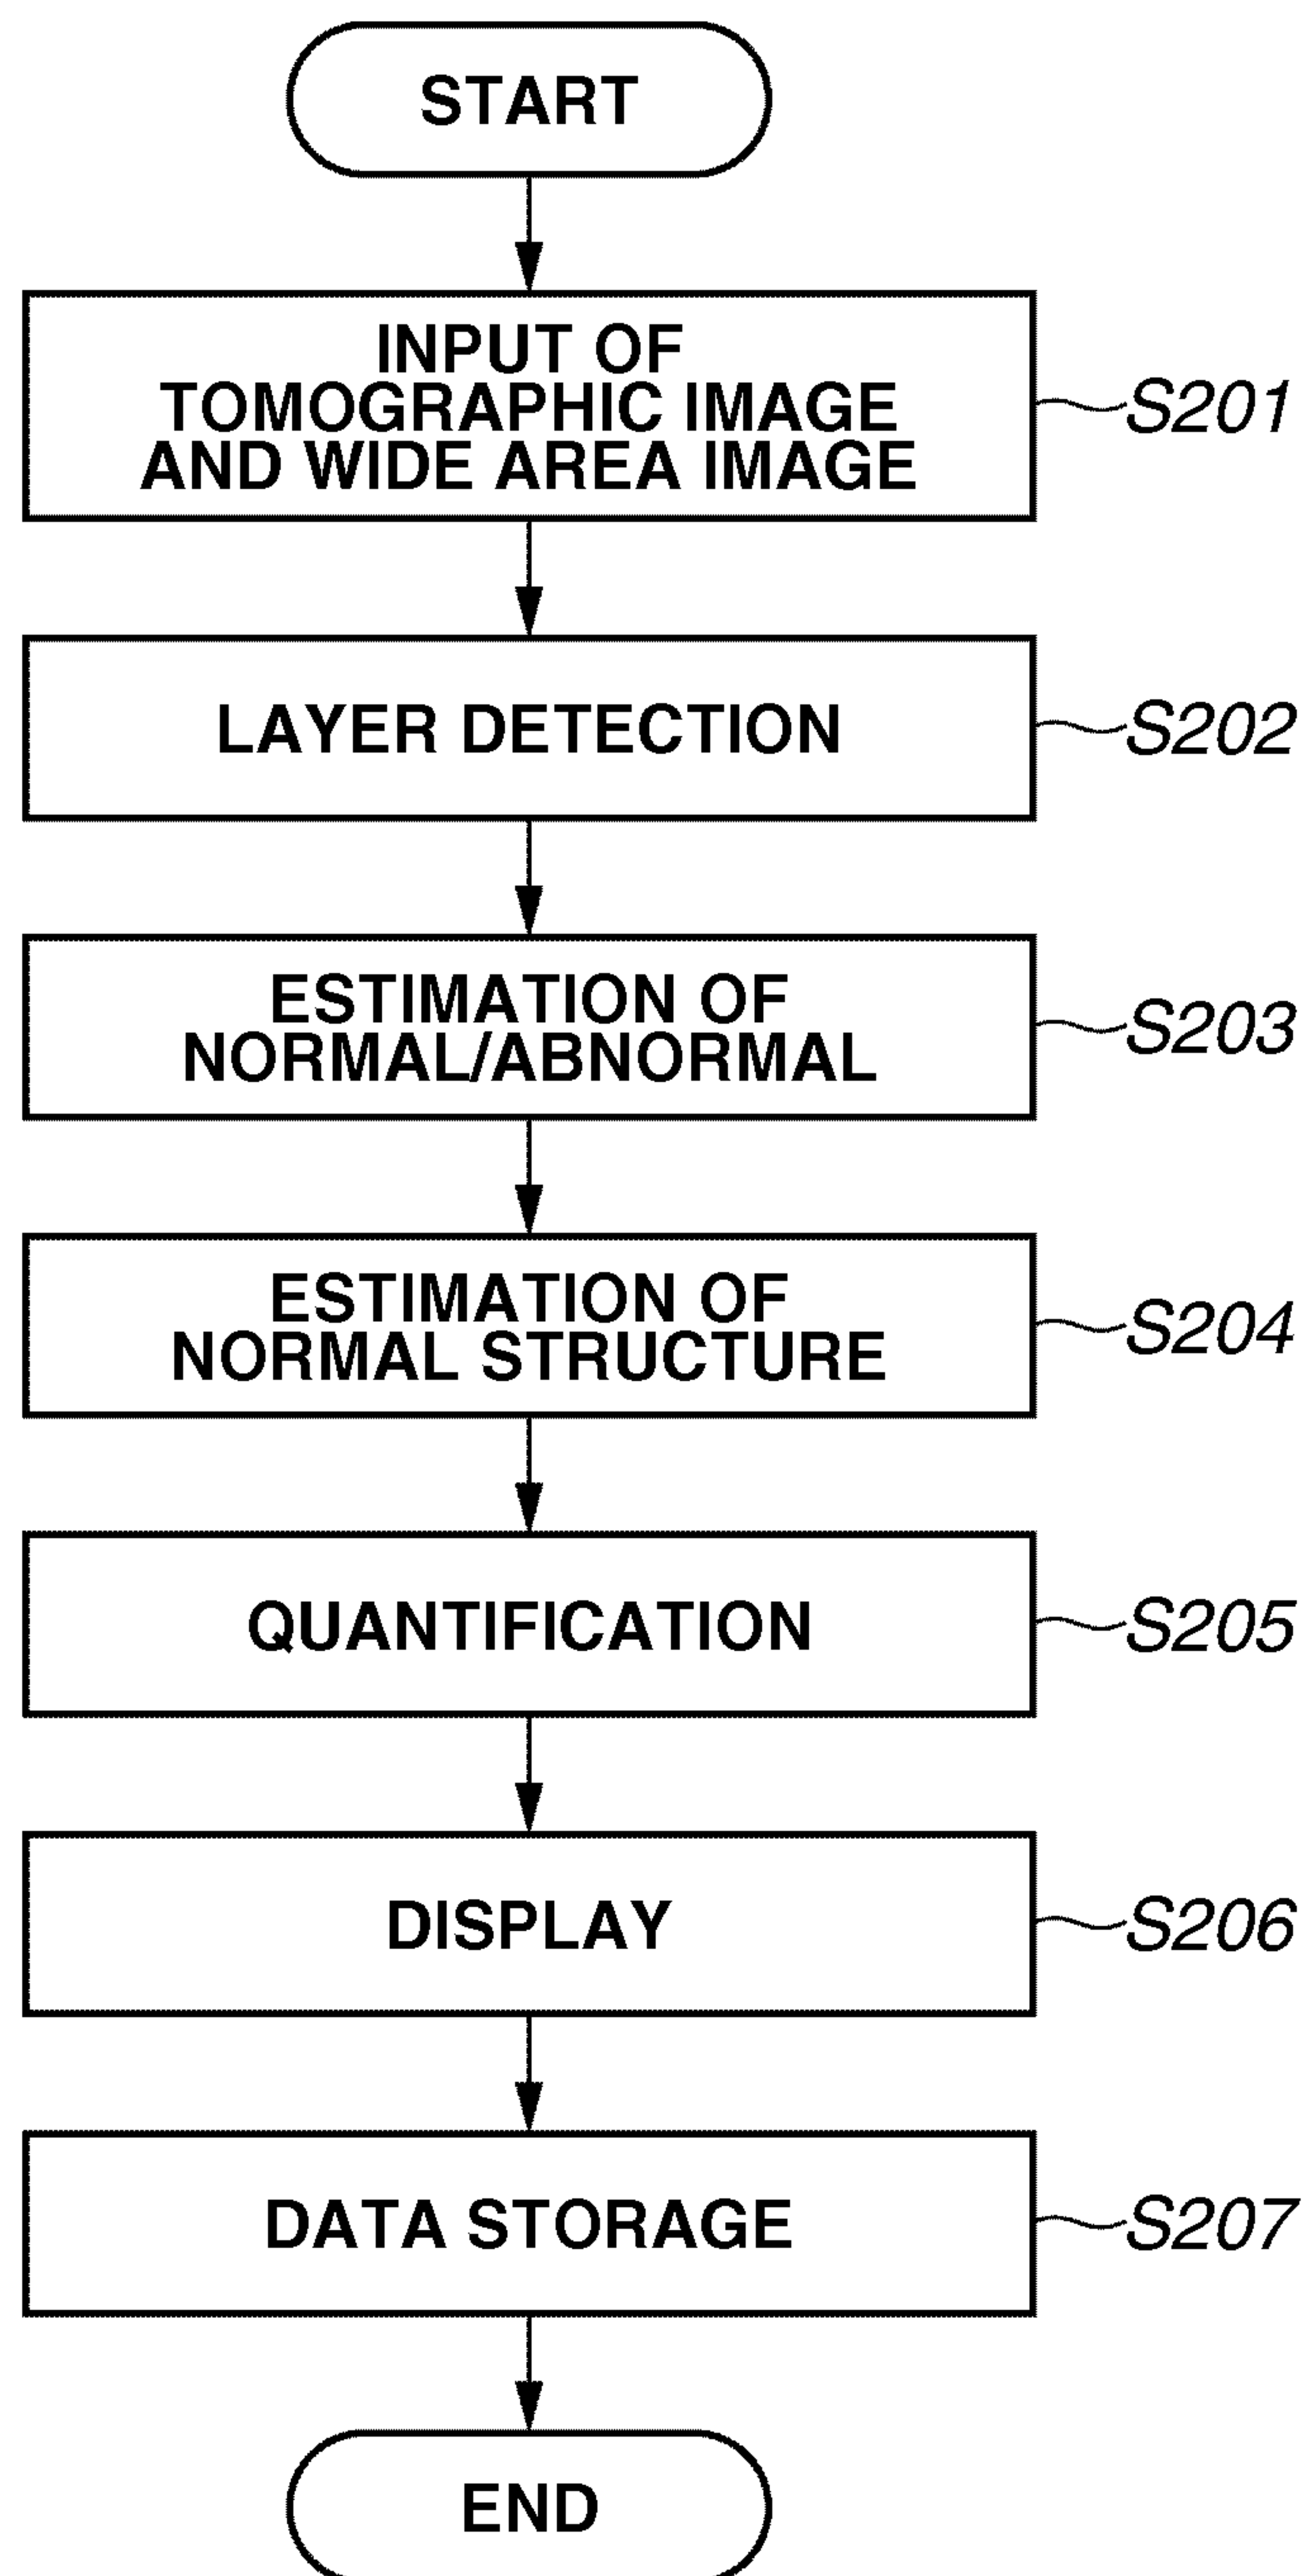 START
INPUT OF
TOMOGRAPHIC IMAGE
AND WIDE AREA IMAGE
S201
LAYER DETECTION
S202
ESTIMATION OF
NORMAL/ABNORMAL
S203
ESTIMATION OF
NORMAL STRUCTURE
S204
QUANTIFICATION
S205
DISPLAY
S206
DATA STORAGE
S207
END